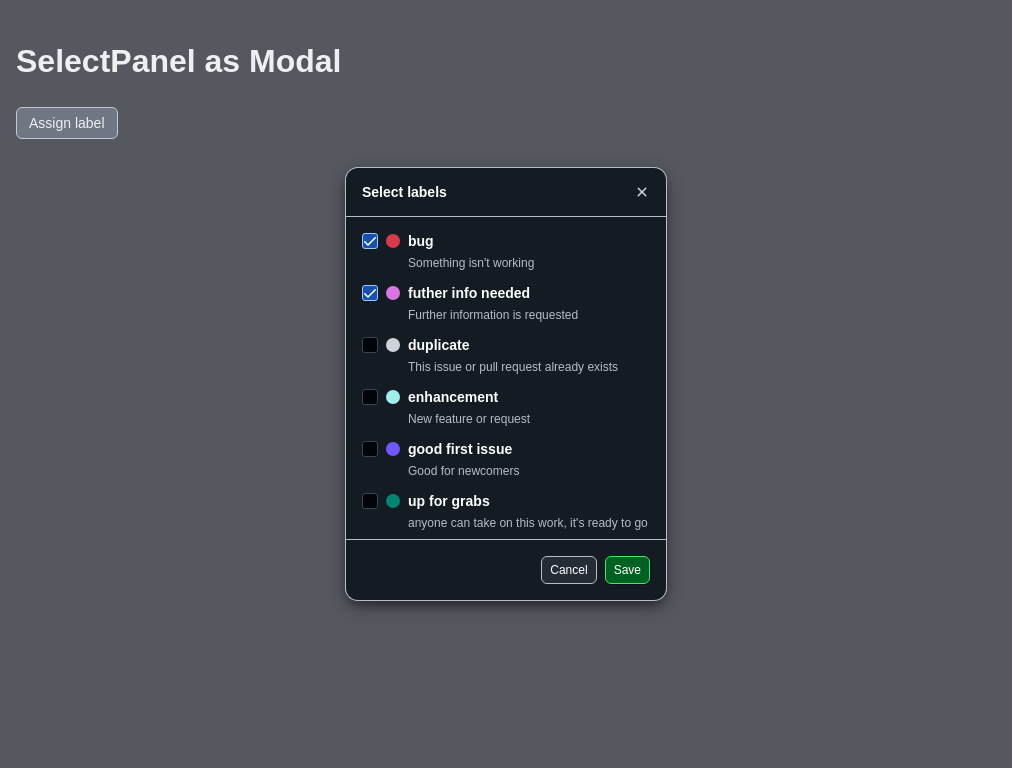 SelectPanel as Modal
Assign label
Select labels
bug
Something isn't working
futher info needed
Further information is requested
duplicate
This issue or pull request already exists
enhancement
New feature or request
good first issue
Good for newcomers
up for grabs
anyone can take on this work, it's ready to go
Cancel Save